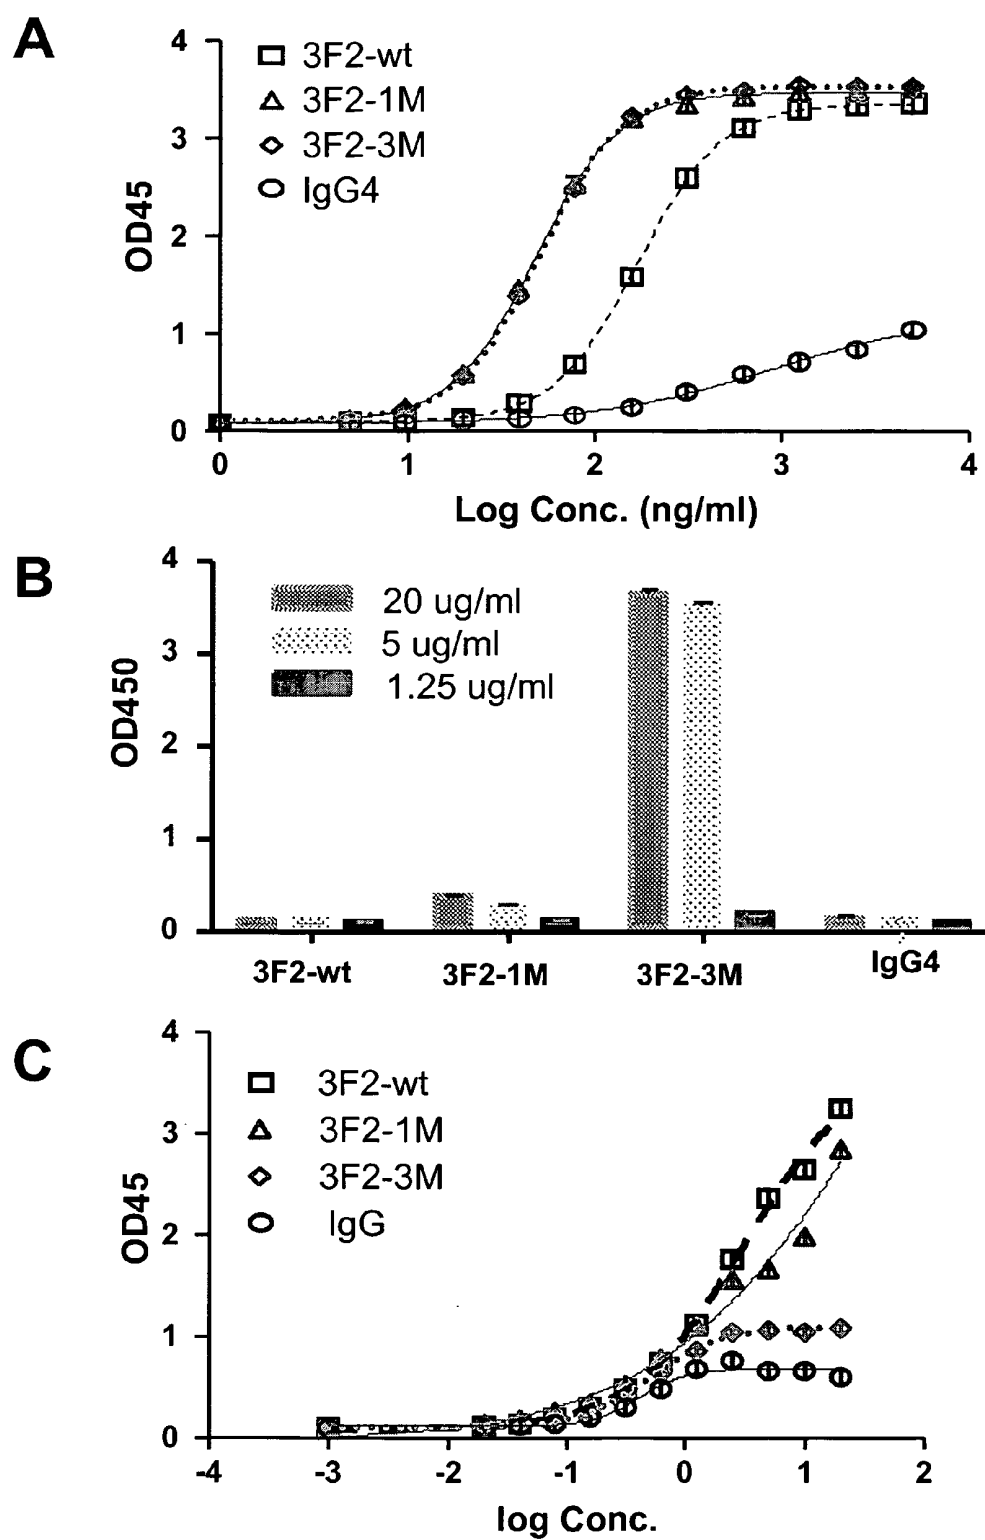 A
4
3
2
1
0
OD45
3F2-wt
3F2-1M
3F2-3M
IgG4
0 1 2 3 4
Log Conc. (ng/ml)
B
4
3
2
1
0
OD450
20 ug/ml
5 ug/ml
1.25 ug/ml
3F2-wt 3F2-1M 3F2-3M IgG4
C
4
3
2
1
0
OD45
3F2-wt
3F2-1M
3F2-3M
IgG
-4 -3 -2 -1 0 1 2
log Conc.